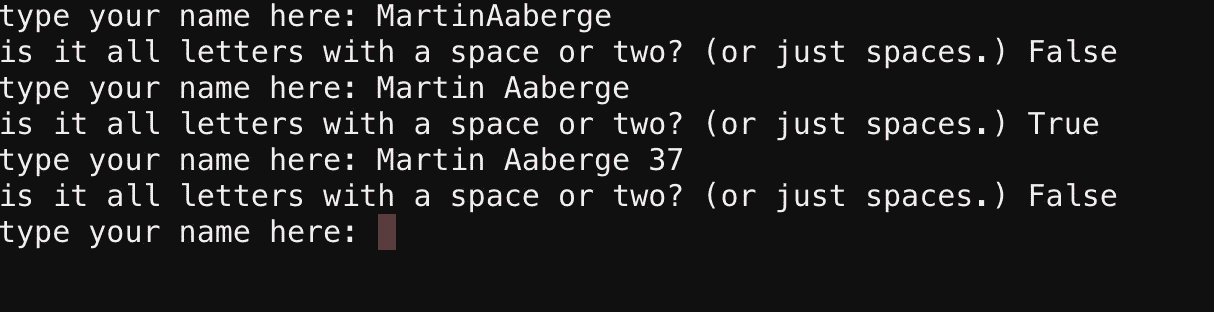 type your name here: MartinAaberge
is it all letters with a space or two? (or just spaces.) False
type your name here: Martin Aaberge
is it all letters with a space or two? (or just spaces.) True
type your name here: Martin Aaberge 37
is it all letters with a space or two? (or just spaces.) False
type your name here: